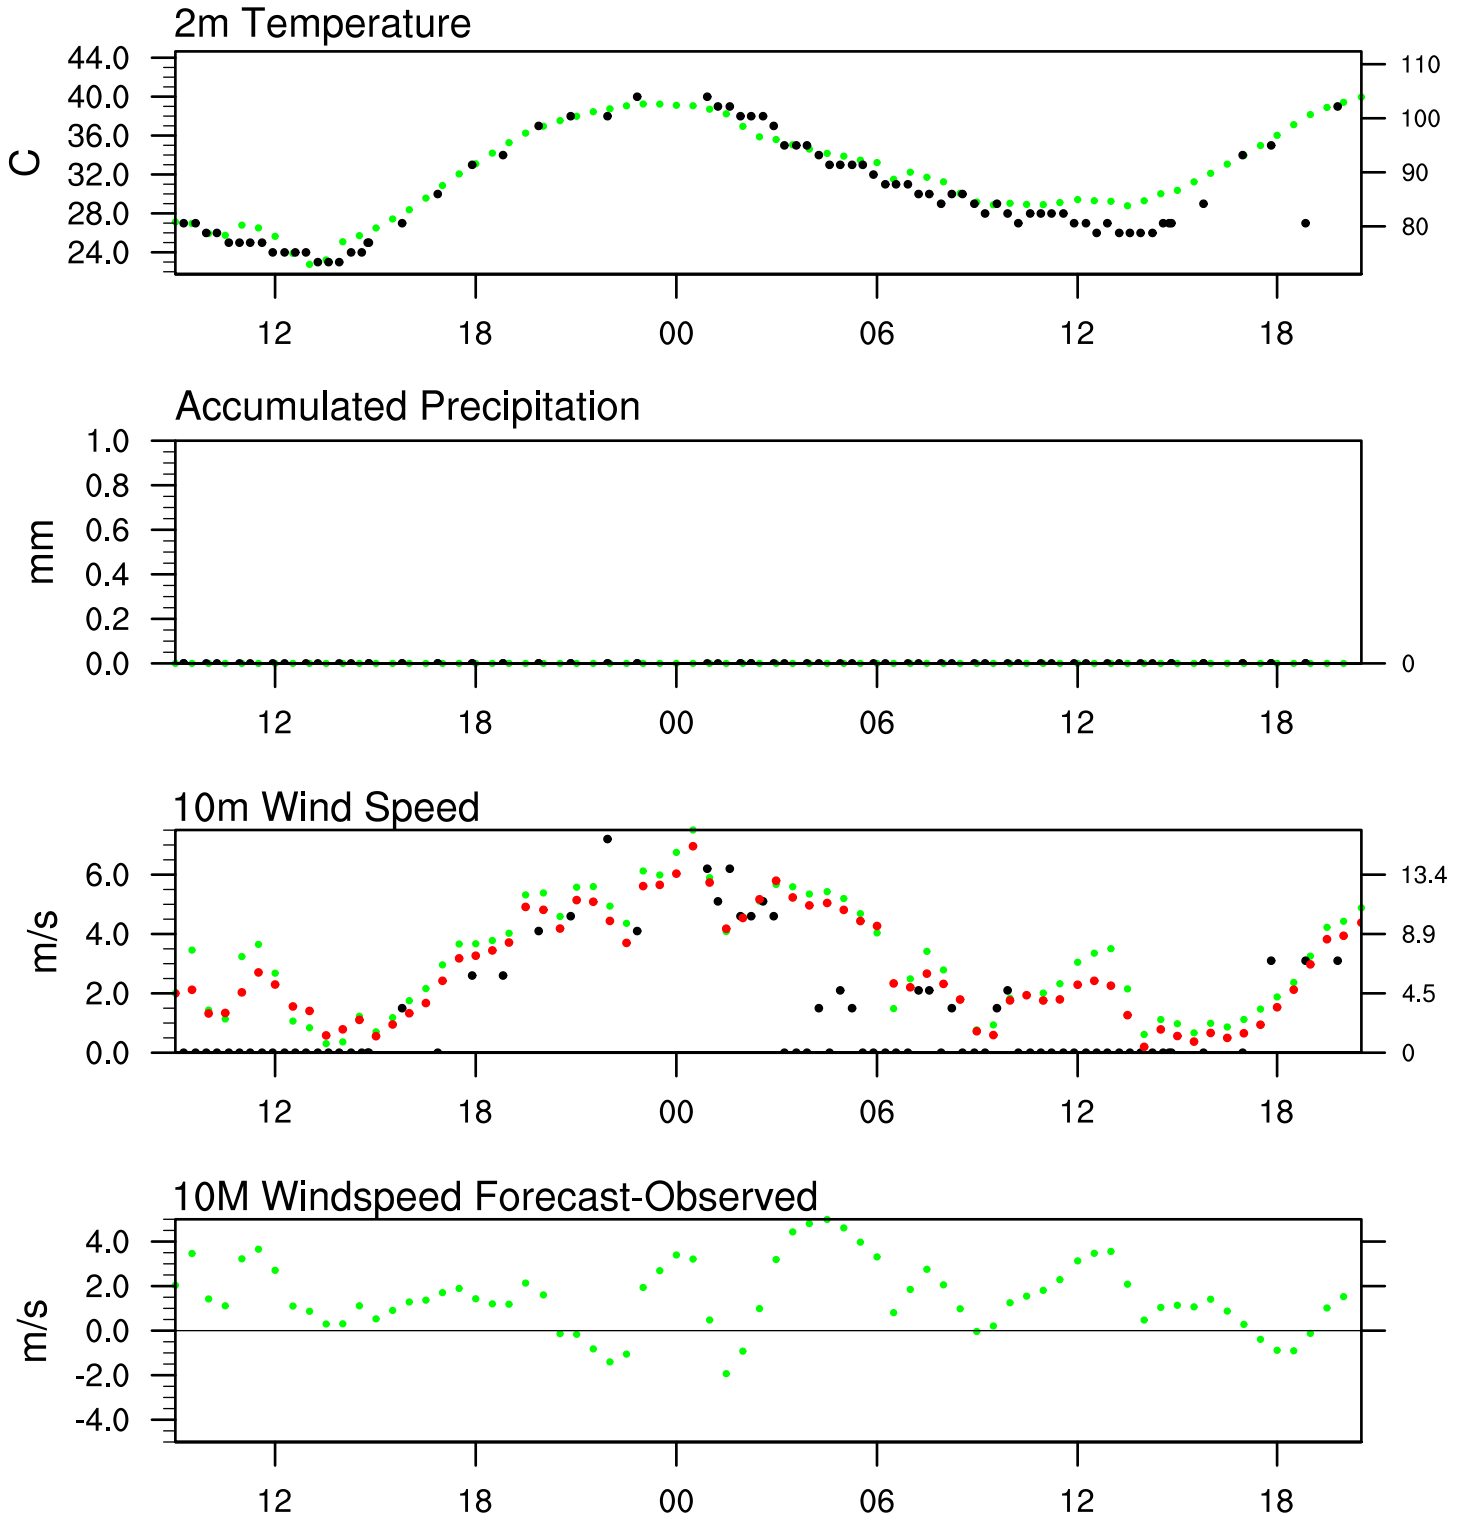 2m Temperature
44.0
40.0
36.0
32.0
28.0
24.0
C
110
100
90
80
12 18 00 06 12 18
Accumulated Precipitation
1.0
0.8
0.6
0.4
0.2
0.0
mm
0
12 18 00 06 12 18
10m Wind Speed
6.0
4.0
2.0
0.0
m/s
13.4
8.9
4.5
0
12 18 00 06 12 18
10M Windspeed Forecast-Observed
4.0
2.0
0.0
-2.0
-4.0
m/s
12 18 00 06 12 18